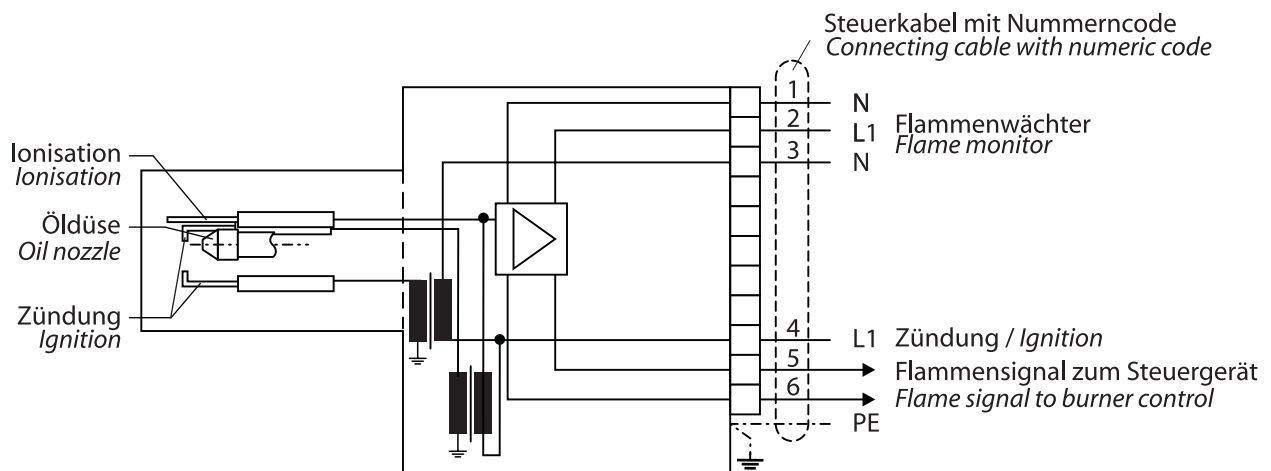 Steuerkabel mit Nummerncode
Connecting cable with numeric code
1
N
2
L1
Flammenwächter
Flame monitor
3
N
Ionisation
Ionisation
Öldüse
Oil nozzle
Zündung
Ignition
4
L1
Zündung / Ignition
5
Flammensignal zum Steuergerät
6
Flame signal to burner control
PE